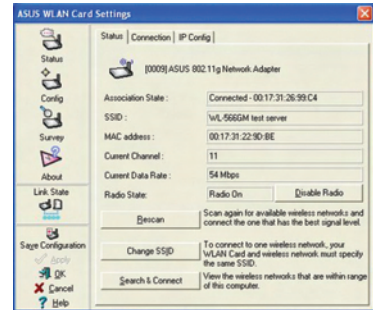 ASUS WLAN Card Settings
Status
Config
Survey
About
Link State
Save Configuration
Apply
OK
Cancel
Help
Status Connection IP Config
[0009] ASUS 802.11g Network Adapter
Association State : Connected - 00:17:31:26:99:C4
SSID : WL-566GM test server
MAC address : 00:17:31:22:9D:BE
Current Channel : 11
Current Data Rate : 54 Mbps
Radio State: Radio On Disable Radio
Rescan
Scan again for available wireless networks and
connect the one that has the best signal level.
Change SSID
To connect to one wireless network, your
WLAN Card and wireless network must specify
the same SSID.
Search & Connect
View the wireless networks that are within range
of this computer.